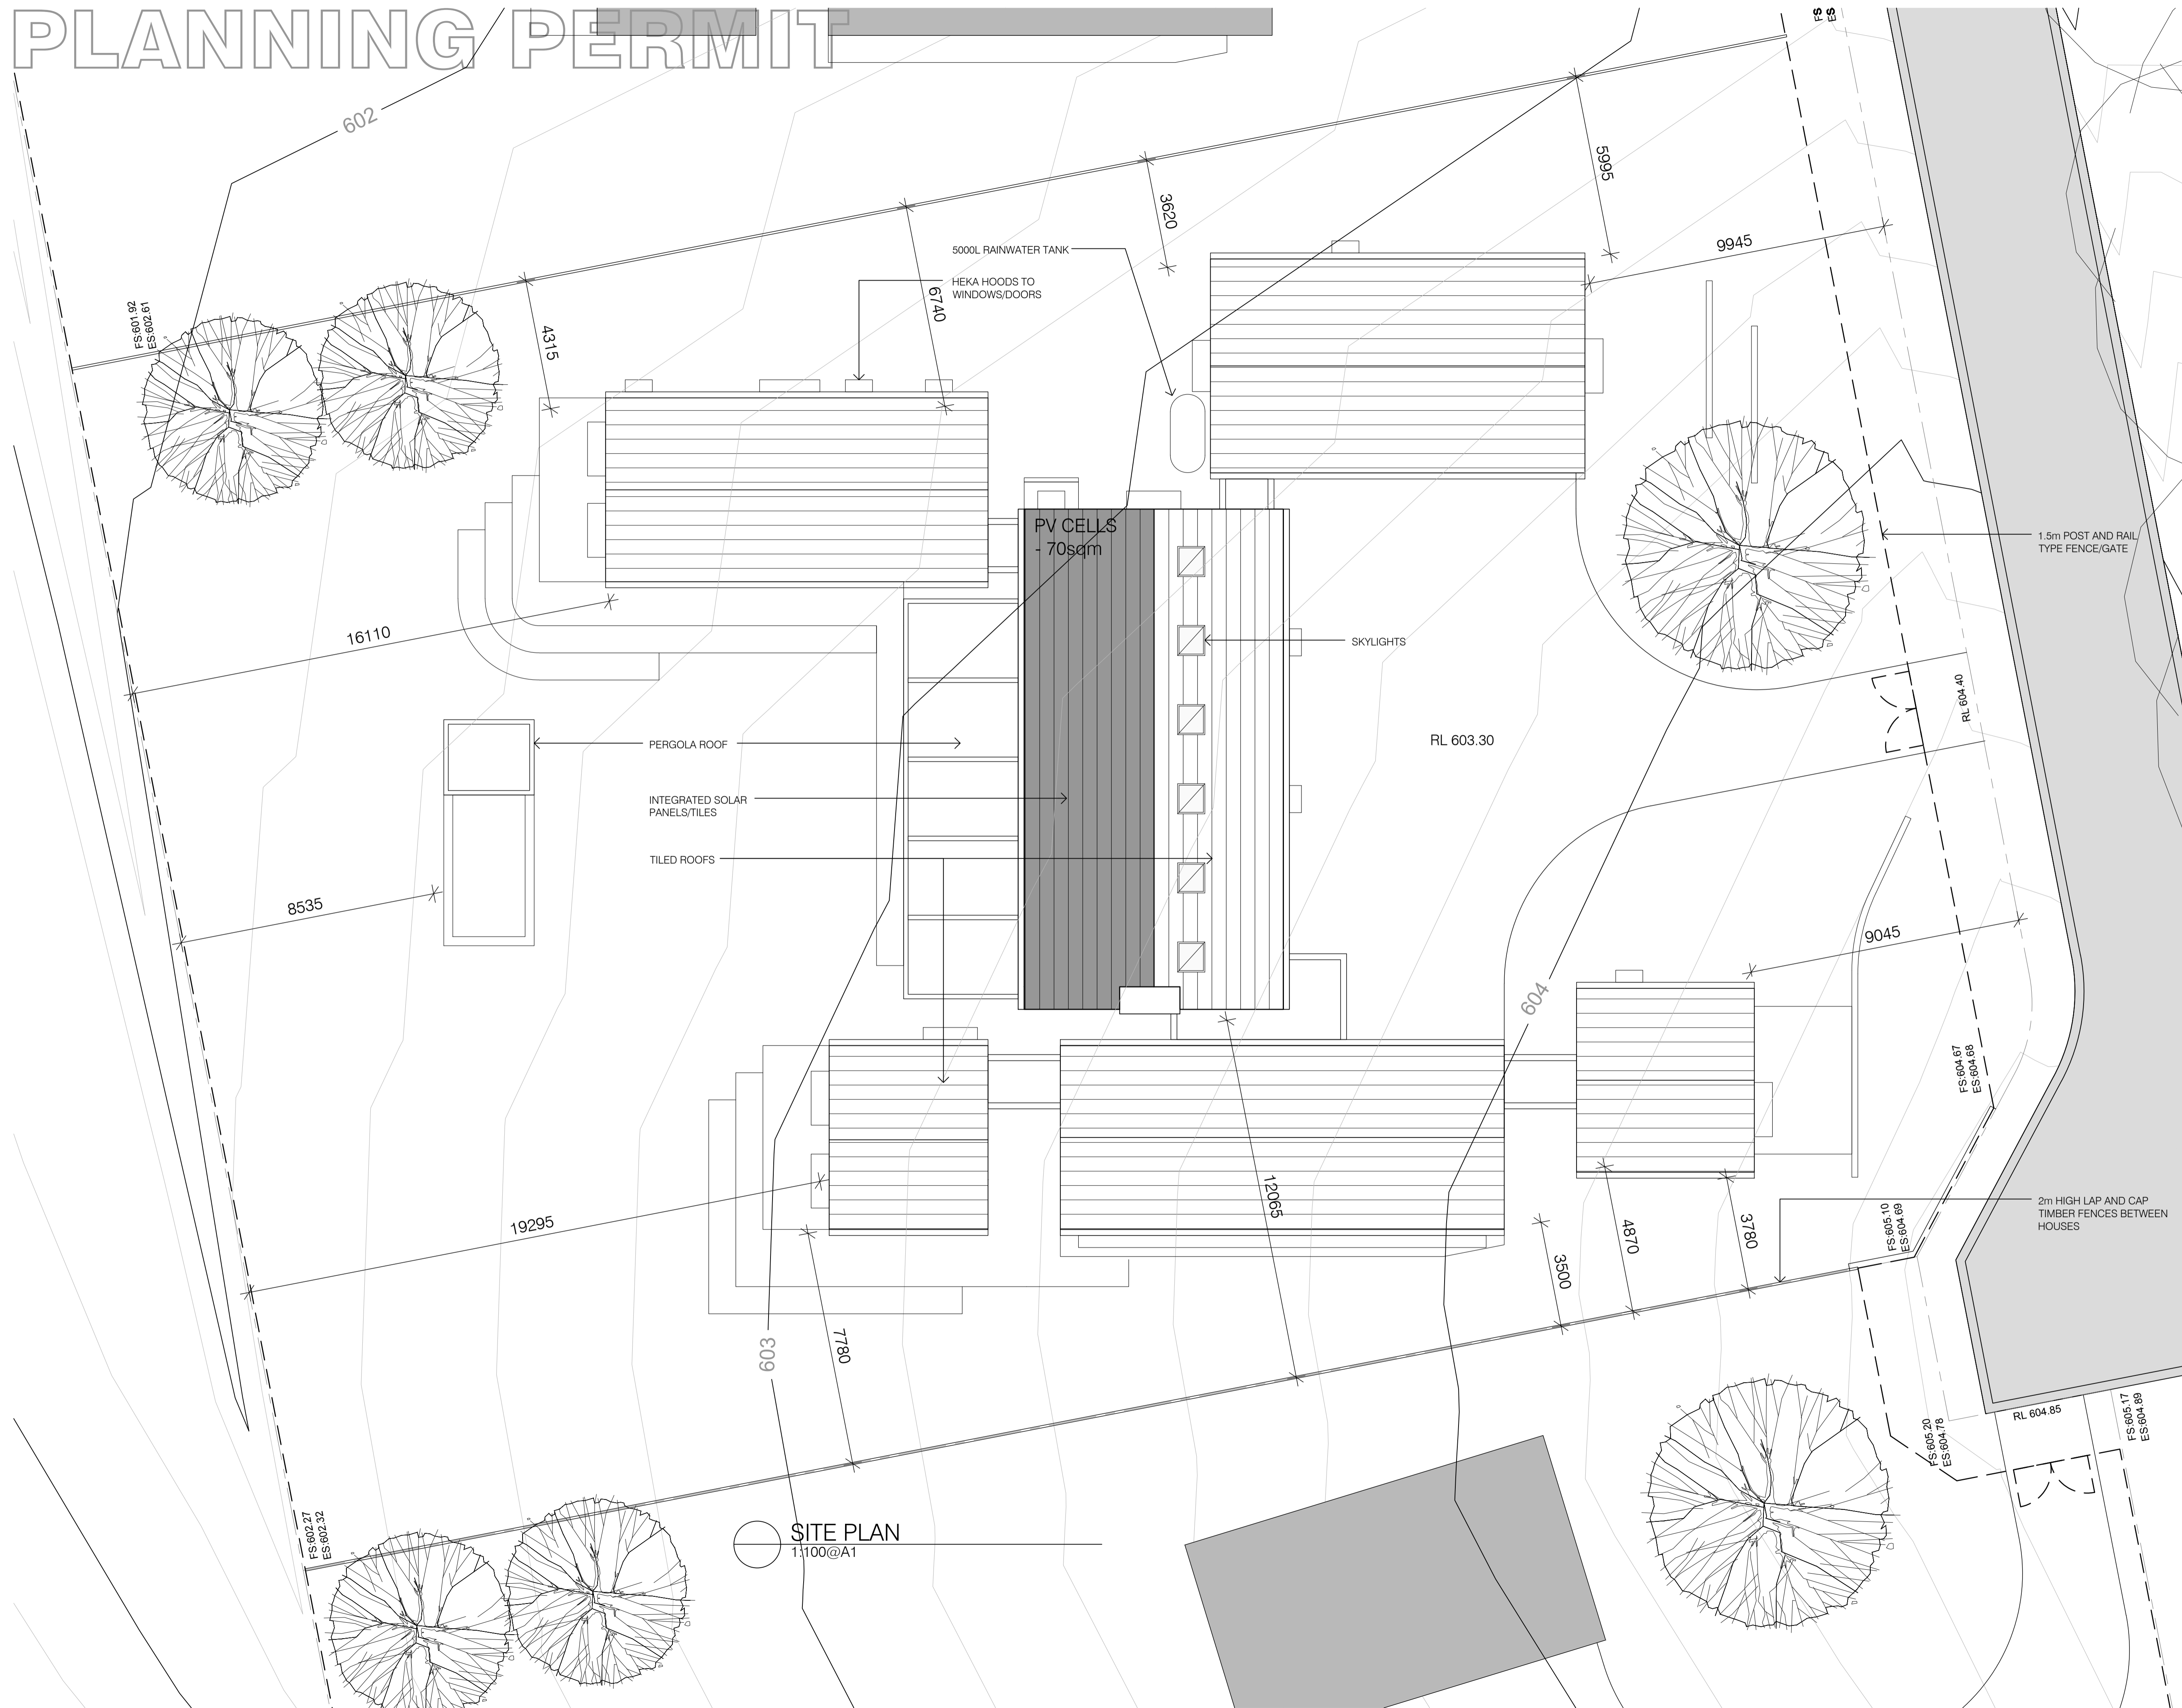 PLANNING PERMIT
FS
ES
602
5995
3620
9945
5000L RAINWATER TANK
HEKA HOODS TO
WINDOWS/DOORS
6740
FS:601.92
ES:602.61
4315
PV CELLS
- 70sqm
1.5m POST AND RAIL
TYPE FENCE/GATE
16110
SKYLIGHTS
RL 604.40
PERGOLA ROOF
RL 603.30
INTEGRATED SOLAR
PANELS/TILES
TILED ROOFS
8535
9045
604
FS:604.67
ES:604.68
19295
12065
2m HIGH LAP AND CAP
TIMBER FENCES BETWEEN
HOUSES
FS:605.10
ES:604.69
4870
3780
3500
603
7780
RL 604.85
FS:605.17
ES:604.89
FS:605.20
ES:604.78
FS:602.27
ES:602.32
SITE PLAN
1:100@A1